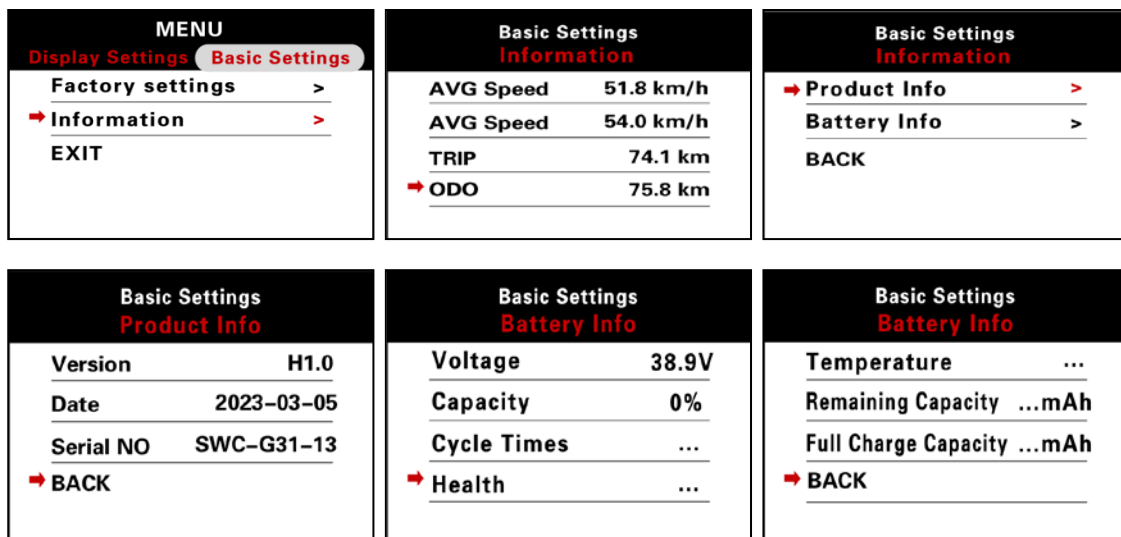 MENU
Display Settings Basic Settings
Factory settings >
Information >
EXIT
Basic Settings
Information
AVG Speed 51.8 km/h
AVG Speed 54.0 km/h
TRIP 74.1 km
ODO 75.8 km
Basic Settings
Information
Product Info >
Battery Info >
BACK
Basic Settings
Product Info
Version H1.0
Date 2023–03–05
Serial NO SWC–G31–13
BACK
Basic Settings
Battery Info
Voltage 38.9V
Capacity 0%
Cycle Times ...
Health ...
Basic Settings
Battery Info
Temperature ...
Remaining Capacity ...mAh
Full Charge Capacity ...mAh
BACK